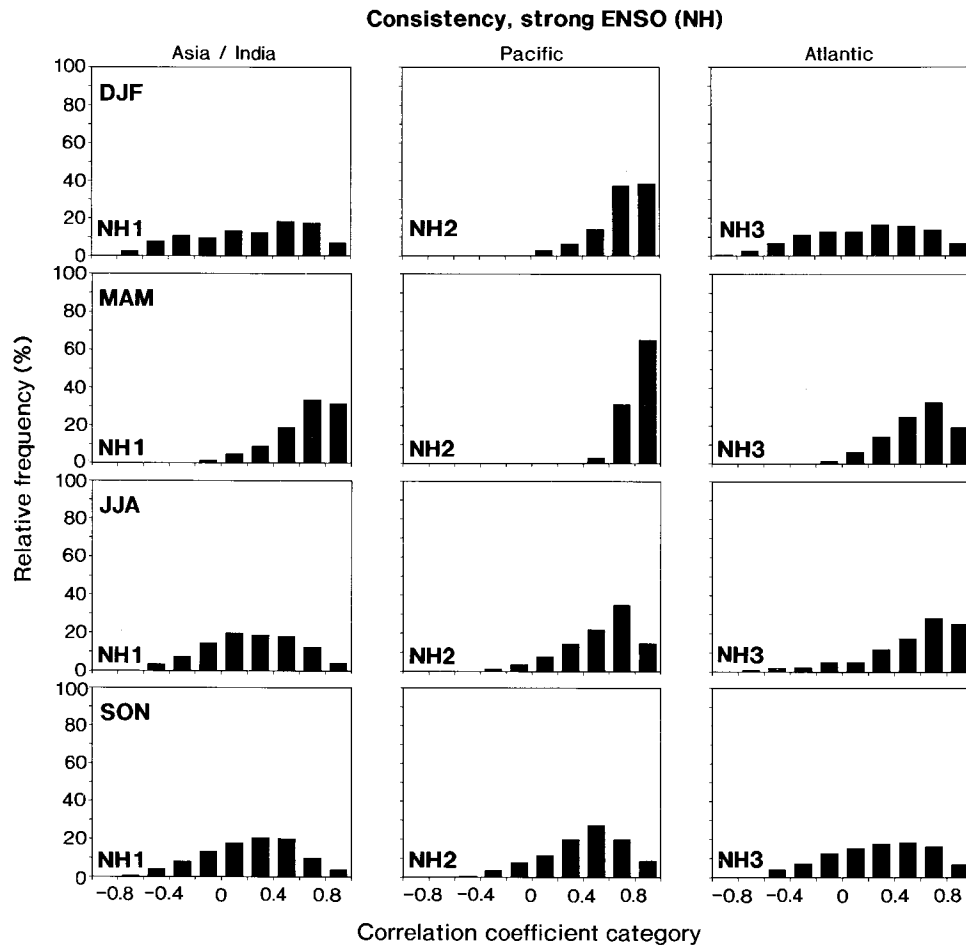 Consistency, strong ENSO (NH)
Asia / India Pacific Atlantic
100
80
60
40
20
0
DJF
NH1
NH2
NH3
100
80
60
40
20
0
MAM
NH1
NH2
NH3
100
80
60
40
20
0
JJA
NH1
NH2
NH3
100
80
60
40
20
0
SON
NH1
NH2
NH3
Relative frequency (%)
−0.8 −0.4 0 0.4 0.8 −0.8 −0.4 0 0.4 0.8 −0.8 −0.4 0 0.4 0.8
Correlation coefficient category